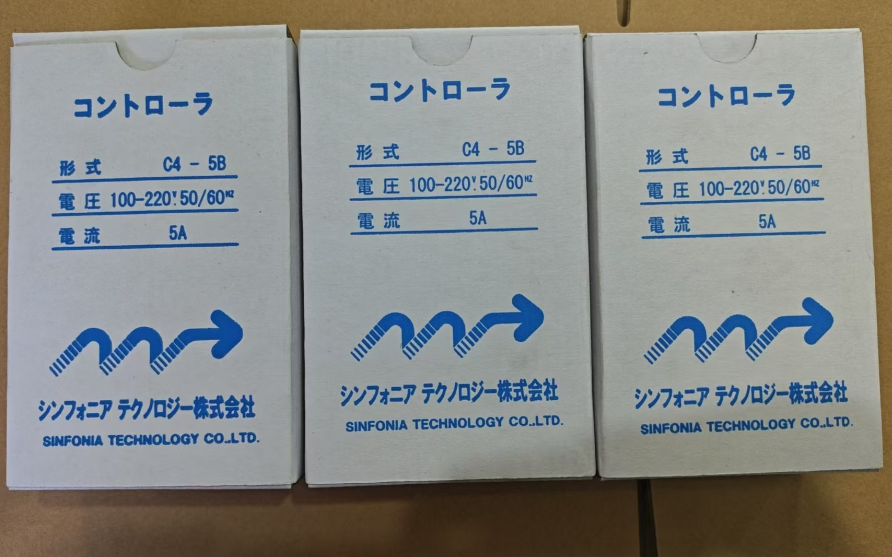 コントローラ
形式 C4-5B
電圧 100-220V.50/60HZ
電流 5A
シンフォニア テクノロジー株式会社
SINFONIA TECHNOLOGY CO.,LTD.
コントローラ
形式 C4-5B
電圧 100-220V.50/60HZ
電流 5A
シンフォニア テクノロジー株式会社
SINFONIA TECHNOLOGY CO.,LTD.
コントローラ
形式 C4-5B
電圧 100-220V.50/60HZ
電流 5A
シンフォニア テクノロジー株式会社
SINFONIA TECHNOLOGY CO.,LTD.